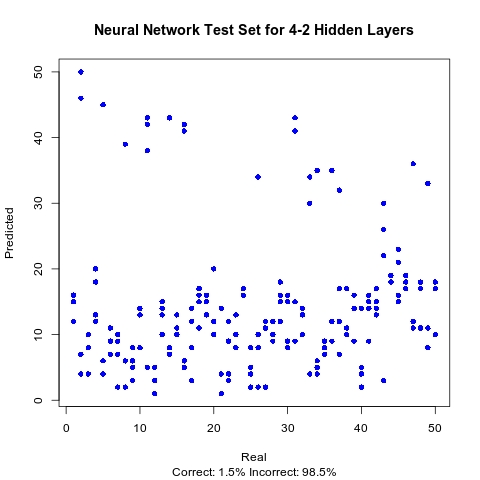 Neural Network Test Set for 4-2 Hidden Layers
50
40
30
20
10
0
Predicted
0 10 20 30 40 50
Real
Correct: 1.5% Incorrect: 98.5%